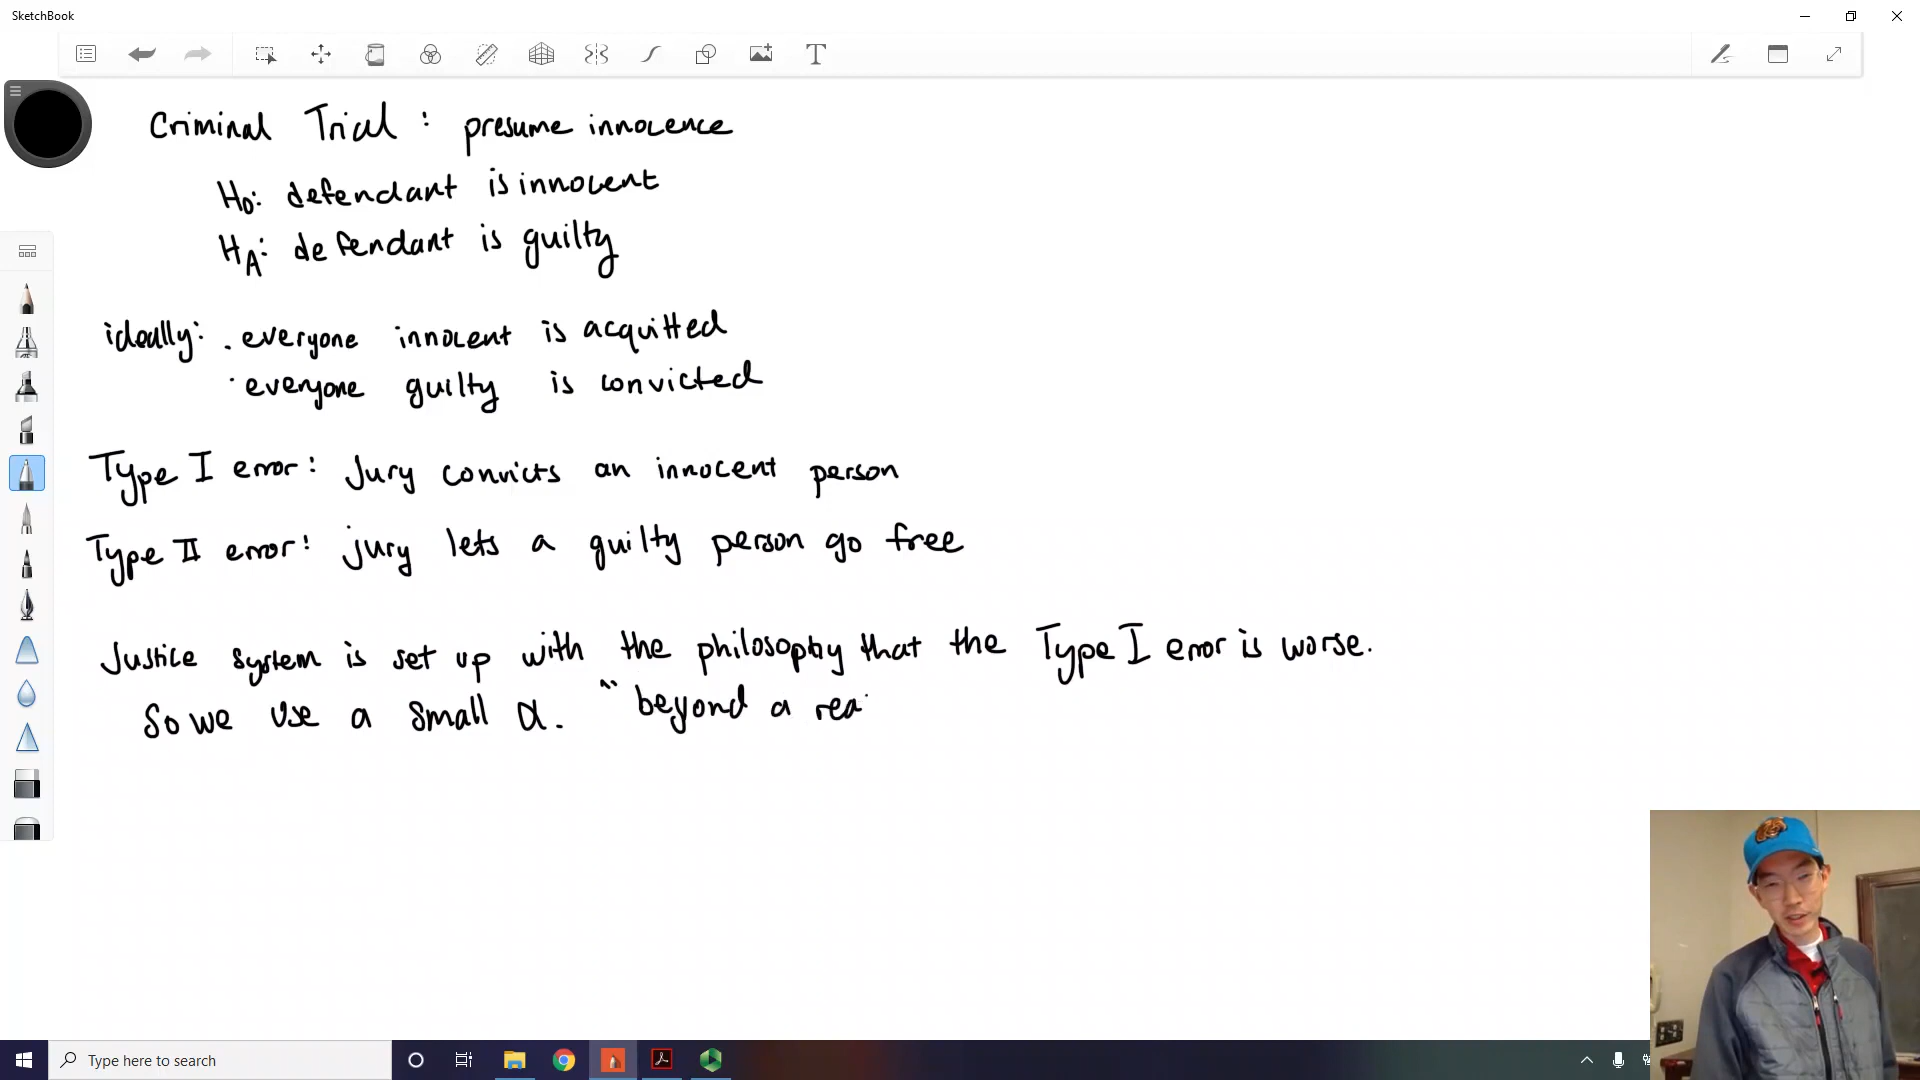 SketchBook
Criminal Trial : presume innocence
H0: defendant is innocent
HA: defendant is guilty
ideally: . everyone innocent is acquitted
· everyone guilty is convicted
Type I error: Jury convicts an innocent person
Type II error: jury lets a guilty person go free
Justice system is set up with the philosophy that the Type I error is worse.
So we use a small α. " beyond a rea
Type here to search